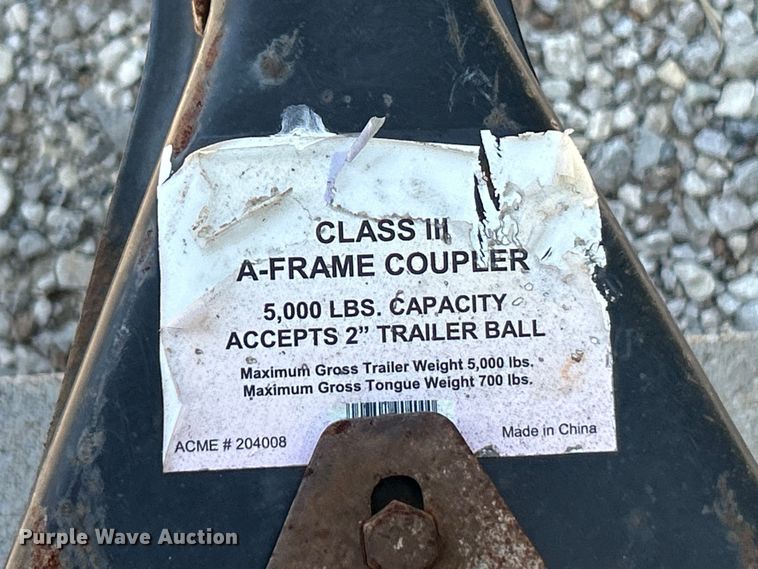 CLASS III
A-FRAME COUPLER
5,000 LBS. CAPACITY
ACCEPTS 2” TRAILER BALL
Maximum Gross Trailer Weight 5,000 lbs.
Maximum Gross Tongue Weight 700 lbs.
ACME # 204008
Made in China
Purple Wave Auction